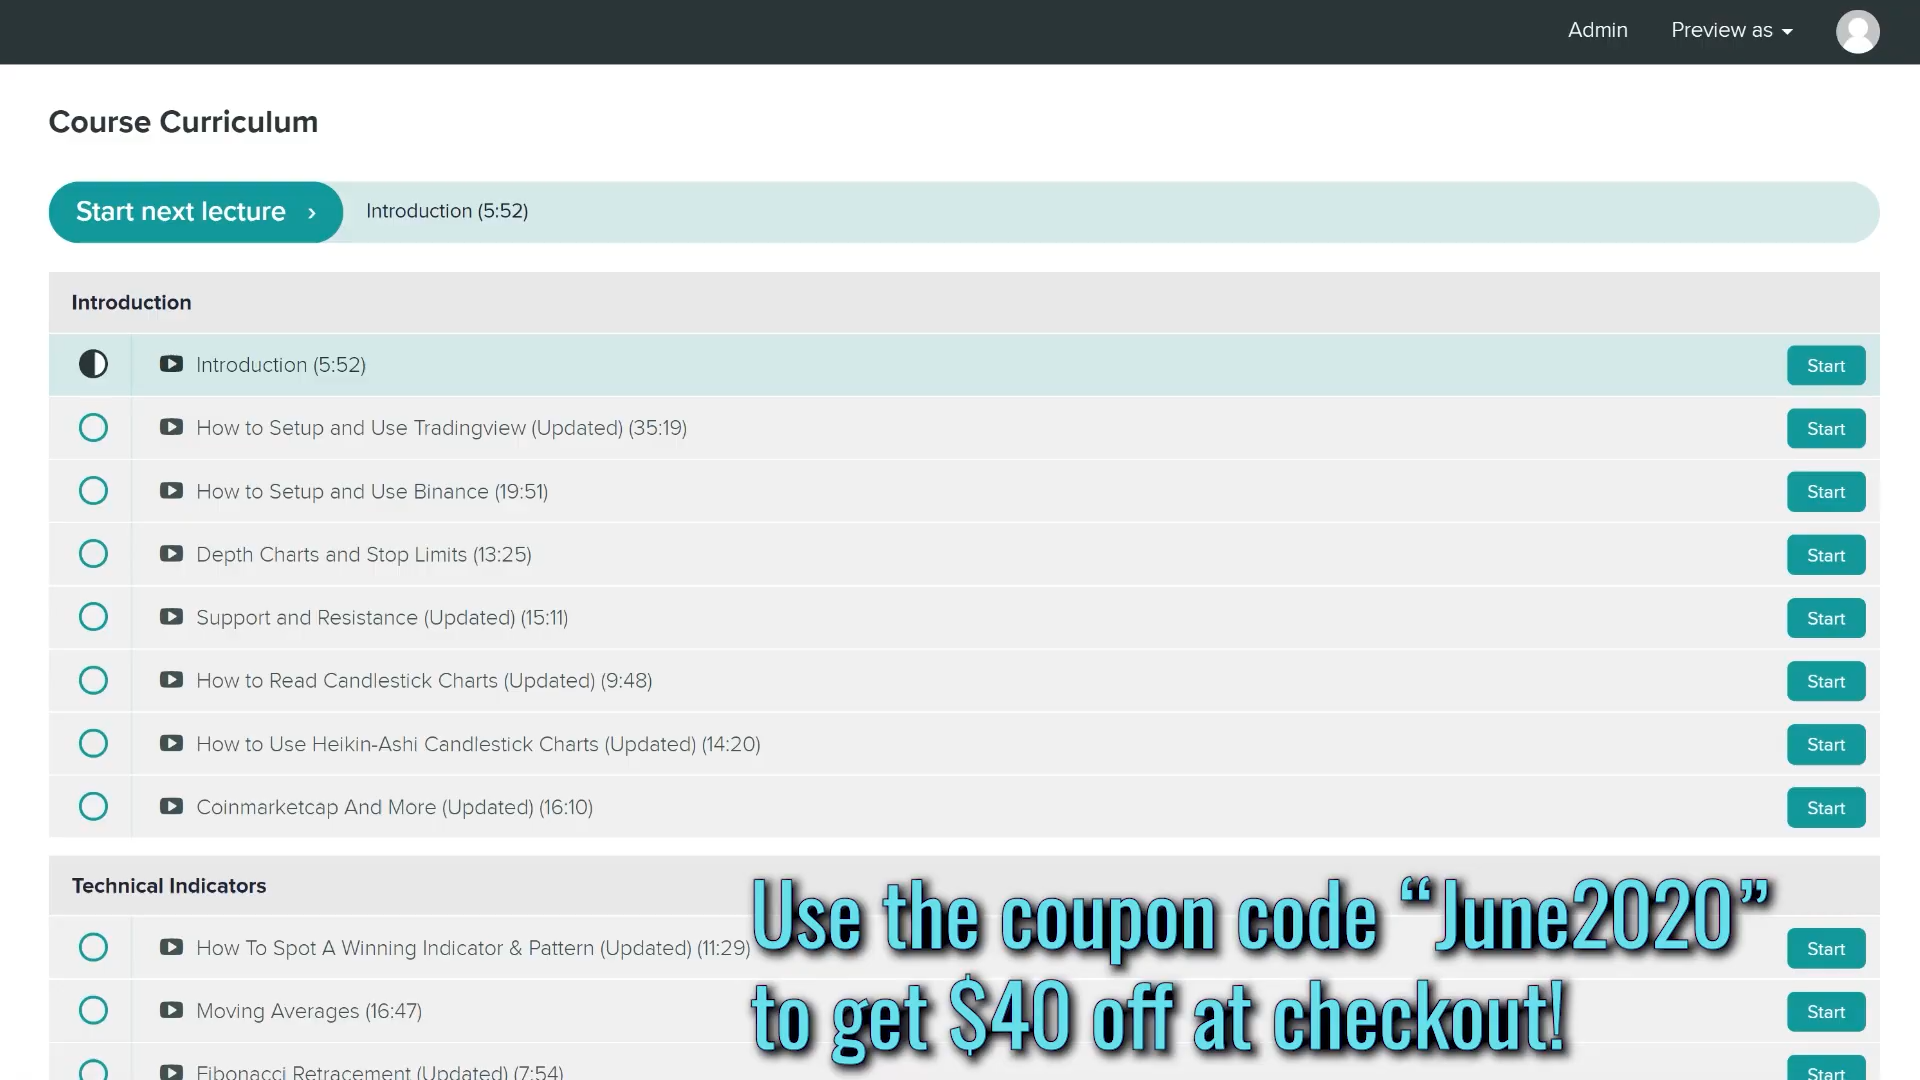 Admin
Preview as
Course Curriculum
Start next lecture ›
Introduction (5:52)
Introduction
Introduction (5:52)
Start
How to Setup and Use Tradingview (Updated) (35:19)
Start
How to Setup and Use Binance (19:51)
Start
Depth Charts and Stop Limits (13:25)
Start
Support and Resistance (Updated) (15:11)
Start
How to Read Candlestick Charts (Updated) (9:48)
Start
How to Use Heikin-Ashi Candlestick Charts (Updated) (14:20)
Start
Coinmarketcap And More (Updated) (16:10)
Start
Technical Indicators
Use the coupon code “June2020”
to get $40 off at checkout!
How To Spot A Winning Indicator & Pattern (Updated) (11:29)
Start
Moving Averages (16:47)
Start
Fibonacci Retracement (Updated) (7:54)
Start